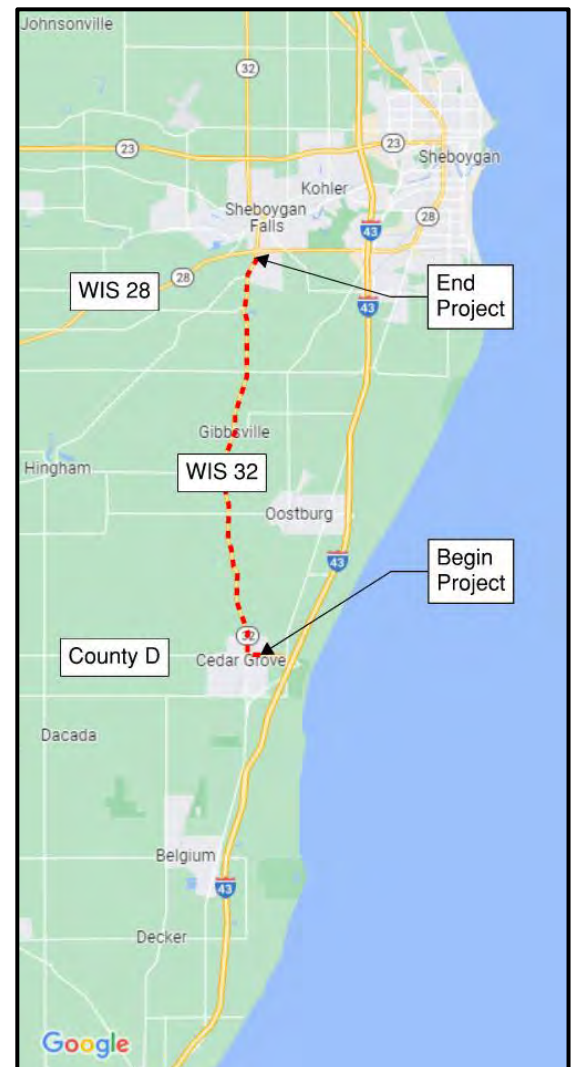 Johnsonville
32
23
23
Sheboygan
Kohler
Sheboygan
Falls
28
43
WIS 28
28
End
Project
43
Gibbsville
Hingham
WIS 32
Oostburg
43
Begin
Project
32
County D
Cedar Grove
Dacada
Belgium
43
Decker
Google